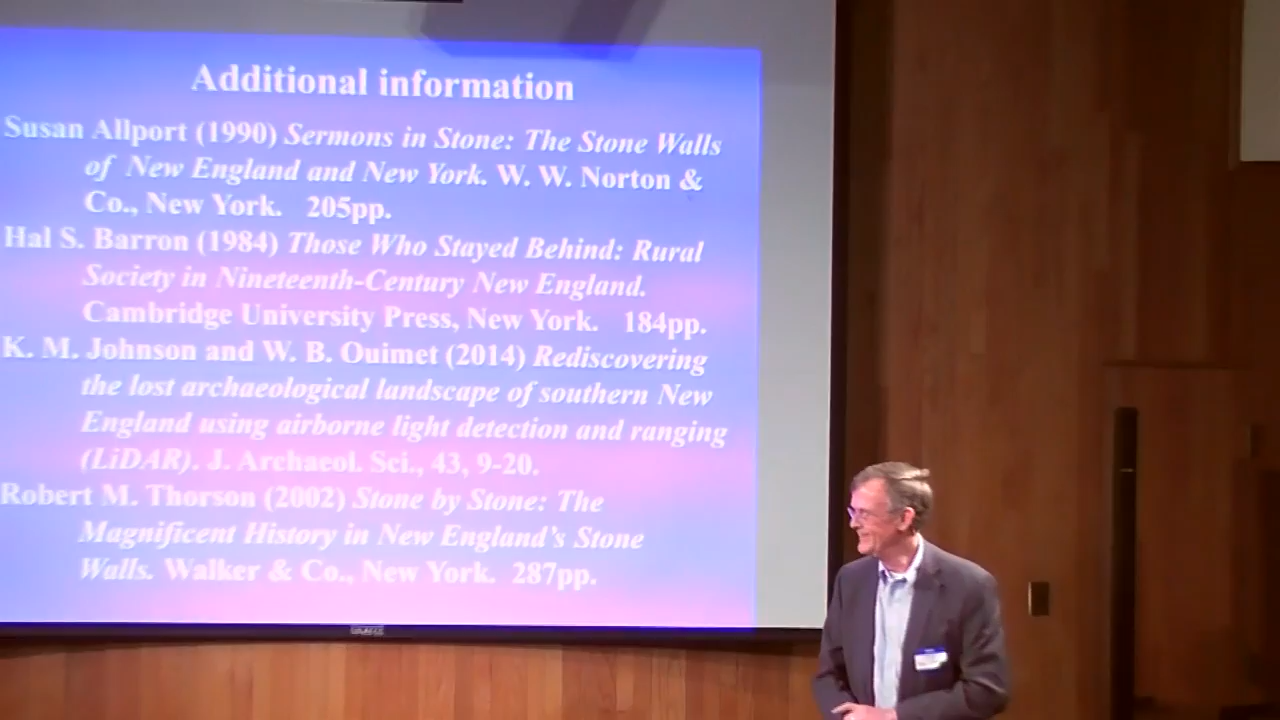 Additional information
Susan Allport (1990) Sermons in Stone: The Stone Walls
of New England and New York. W. W. Norton &
Co., New York. 205pp.
Hal S. Barron (1984) Those Who Stayed Behind: Rural
Society in Nineteenth-Century New England.
Cambridge University Press, New York. 184pp.
K. M. Johnson and W. B. Ouimet (2014) Rediscovering
the lost archaeological landscape of southern New
England using airborne light detection and ranging
(LiDAR). J. Archaeol. Sci., 43, 9-20.
Robert M. Thorson (2002) Stone by Stone: The
Magnificent History in New England's Stone
Walls. Walker & Co., New York. 287pp.